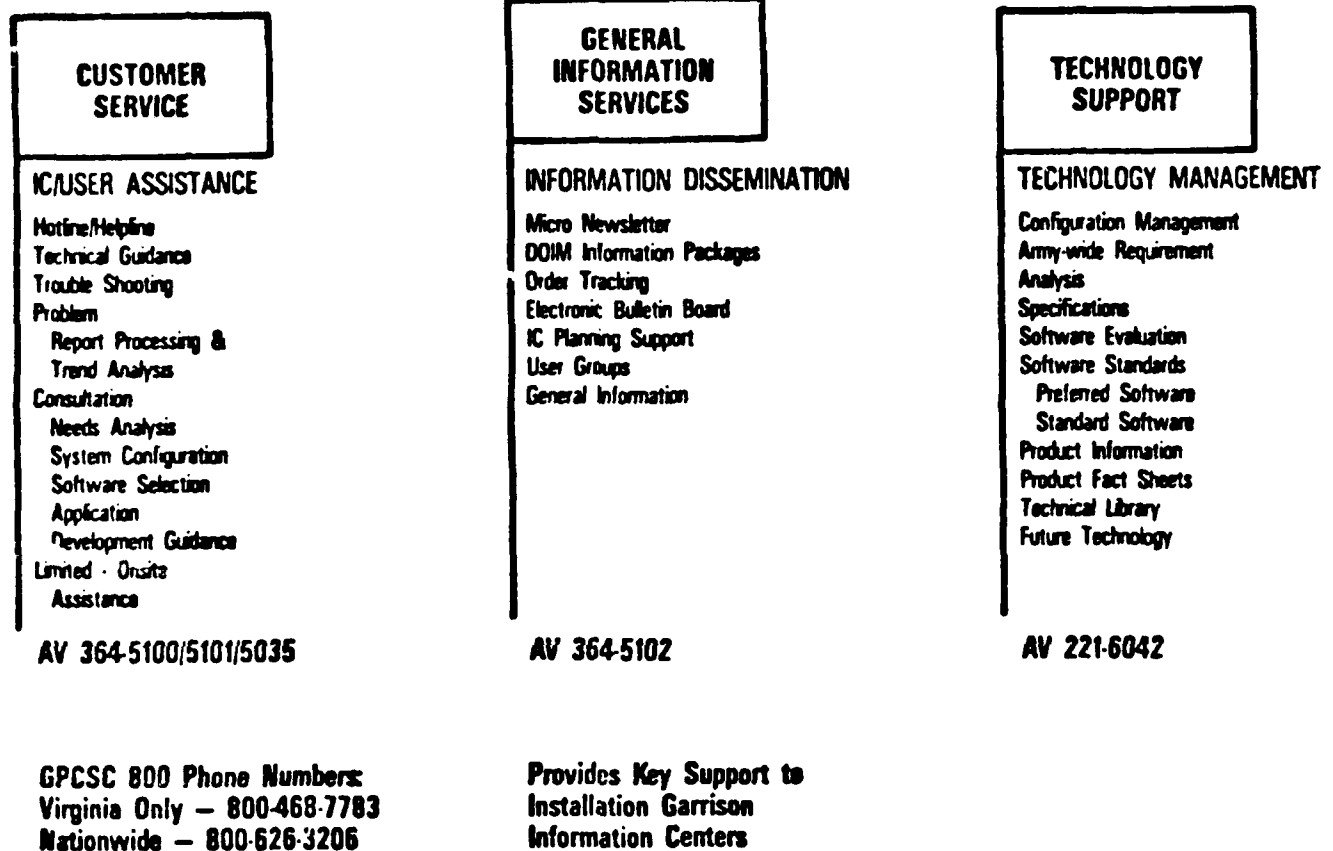 CUSTOMER
SERVICE
IC/USER ASSISTANCE
Hotline/Helpline
Technical Guidance
Trouble Shooting
Problem
Report Processing &
Trend Analysis
Consultation
Needs Analysis
System Configuration
Software Selection
Application
Development Guidance
Limited - Onsite
Assistance
AV 364-5100/5101/5035
GENERAL
INFORMATION
SERVICES
INFORMATION DISSEMINATION
Micro Newsletter
DOIM Information Packages
Order Tracking
Electronic Bulletin Board
IC Planning Support
User Groups
General Information
AV 364-5102
TECHNOLOGY
SUPPORT
TECHNOLOGY MANAGEMENT
Configuration Management
Army-wide Requirement
Analysis
Specifications
Software Evaluation
Software Standards
Preferred Software
Standard Software
Product Information
Product Fact Sheets
Technical Library
Future Technology
AV 221-6042
GPCSC 800 Phone Numbers:
Virginia Only — 800-468-7783
Nationwide — 800-626-3206
Provides Key Support to
Installation Garrison
Information Centers